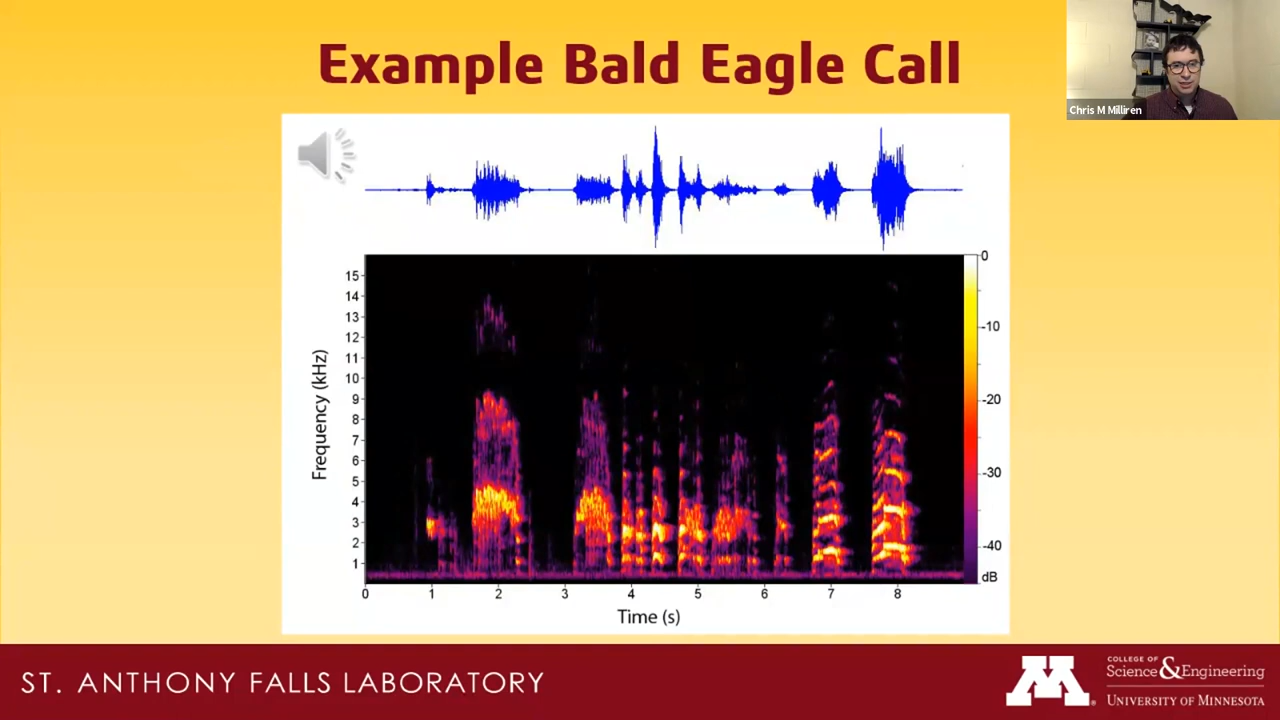 Example Bald Eagle Call
Chris M Milliren
0
-10
-20
-30
-40
dB
15
14
13
12
11
10
9
8
7
6
5
4
3
2
1
Frequency (kHz)
0 1 2 3 4 5 6 7 8
Time (s)
ST. ANTHONY FALLS LABORATORY
M
COLLEGE OF
Science & Engineering
UNIVERSITY OF MINNESOTA